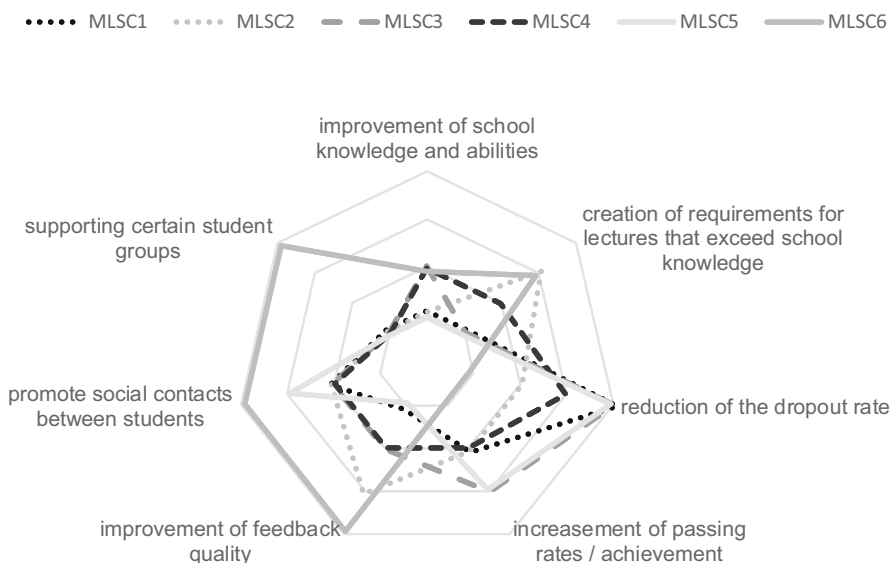 MLSC1 MLSC2 MLSC3 MLSC4 MLSC5 MLSC6
improvement of school
knowledge and abilities
creation of requirements for
lectures that exceed school
knowledge
reduction of the dropout rate
increasement of passing
rates / achievement
improvement of feedback
quality
promote social contacts
between students
supporting certain student
groups